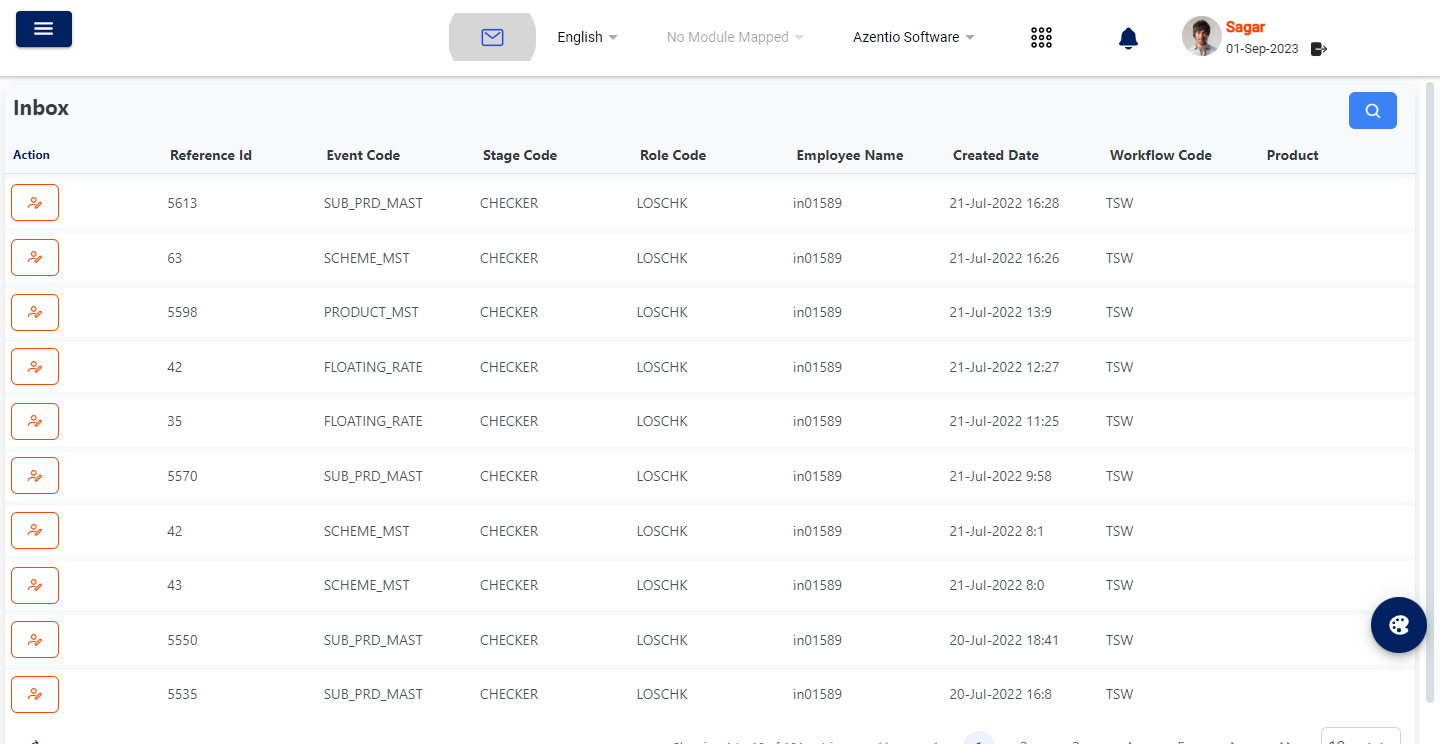 English No Module Mapped Azentio Software Sagar
01-Sep-2023
Inbox
Action Reference Id Event Code Stage Code Role Code Employee Name Created Date Workflow Code Product
5613 SUB_PRD_MAST CHECKER LOSCHK in01589 21-Jul-2022 16:28 TSW
63 SCHEME_MST CHECKER LOSCHK in01589 21-Jul-2022 16:26 TSW
5598 PRODUCT_MST CHECKER LOSCHK in01589 21-Jul-2022 13:9 TSW
42 FLOATING_RATE CHECKER LOSCHK in01589 21-Jul-2022 12:27 TSW
35 FLOATING_RATE CHECKER LOSCHK in01589 21-Jul-2022 11:25 TSW
5570 SUB_PRD_MAST CHECKER LOSCHK in01589 21-Jul-2022 9:58 TSW
42 SCHEME_MST CHECKER LOSCHK in01589 21-Jul-2022 8:1 TSW
43 SCHEME_MST CHECKER LOSCHK in01589 21-Jul-2022 8:0 TSW
5550 SUB_PRD_MAST CHECKER LOSCHK in01589 20-Jul-2022 18:41 TSW
5535 SUB_PRD_MAST CHECKER LOSCHK in01589 20-Jul-2022 16:8 TSW